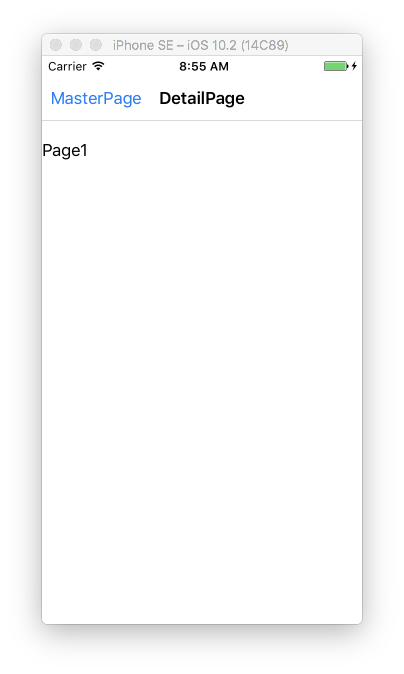 iPhone SE – iOS 10.2 (14C89)
Carrier 8:55 AM
MasterPage DetailPage
Page1